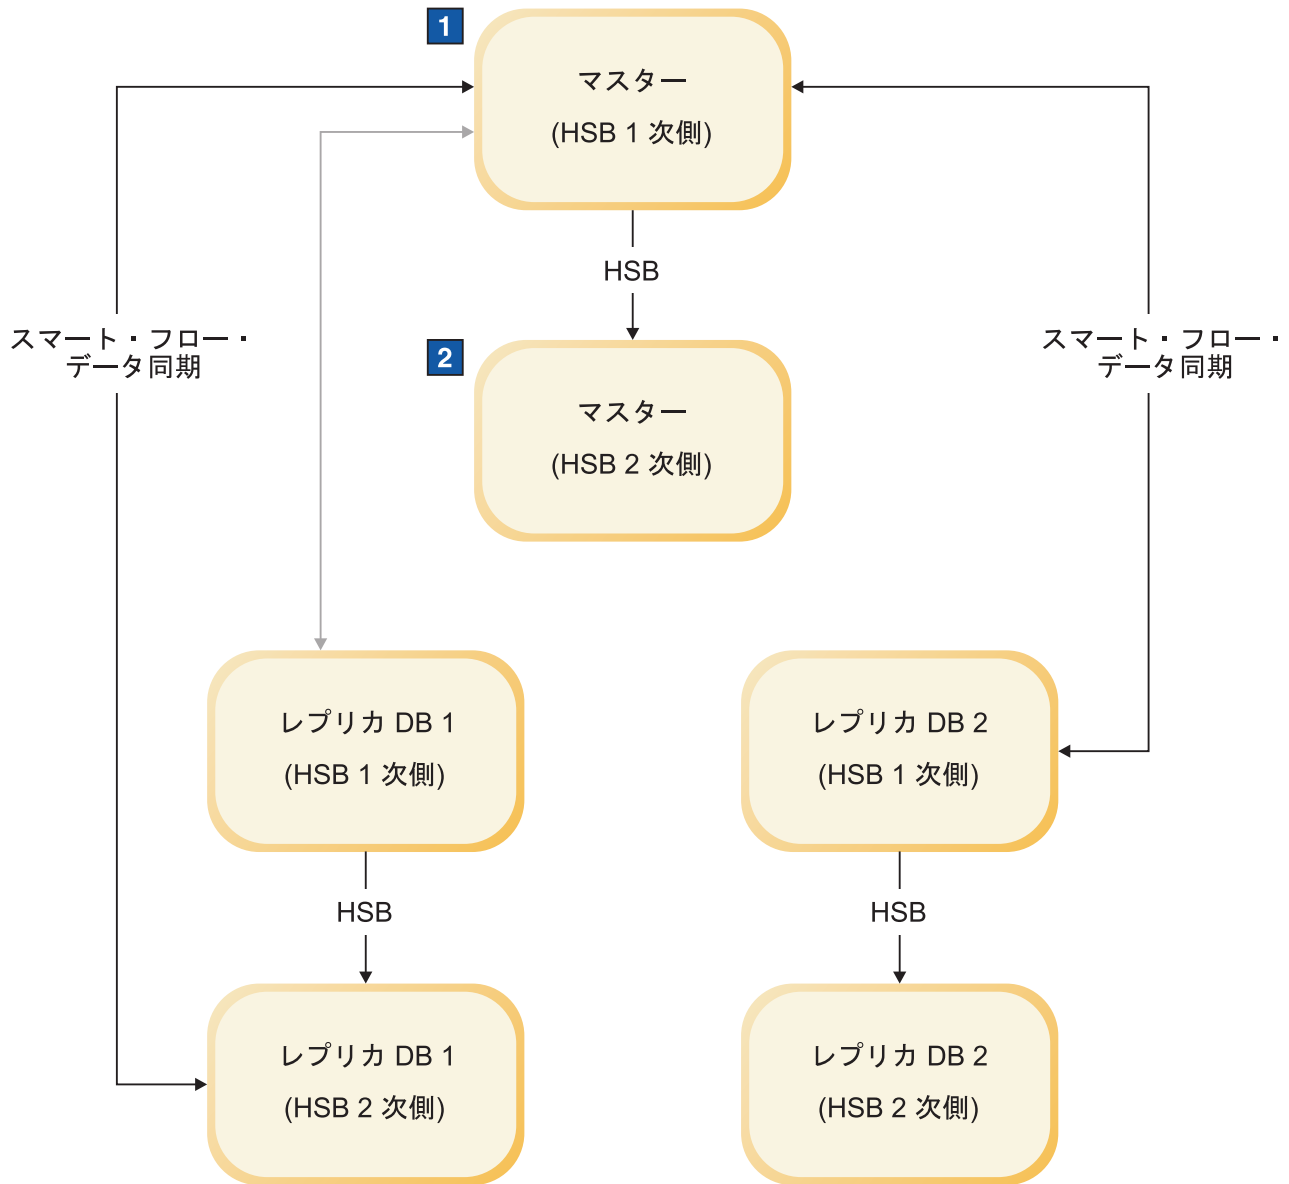 1
マスター
(HSB 1 次側)
HSB
スマート・フロー・
データ同期
スマート・フロー・
データ同期
2
マスター
(HSB 2 次側)
レプリカ DB 1
(HSB 1 次側)
レプリカ DB 2
(HSB 1 次側)
HSB
HSB
レプリカ DB 1
(HSB 2 次側)
レプリカ DB 2
(HSB 2 次側)